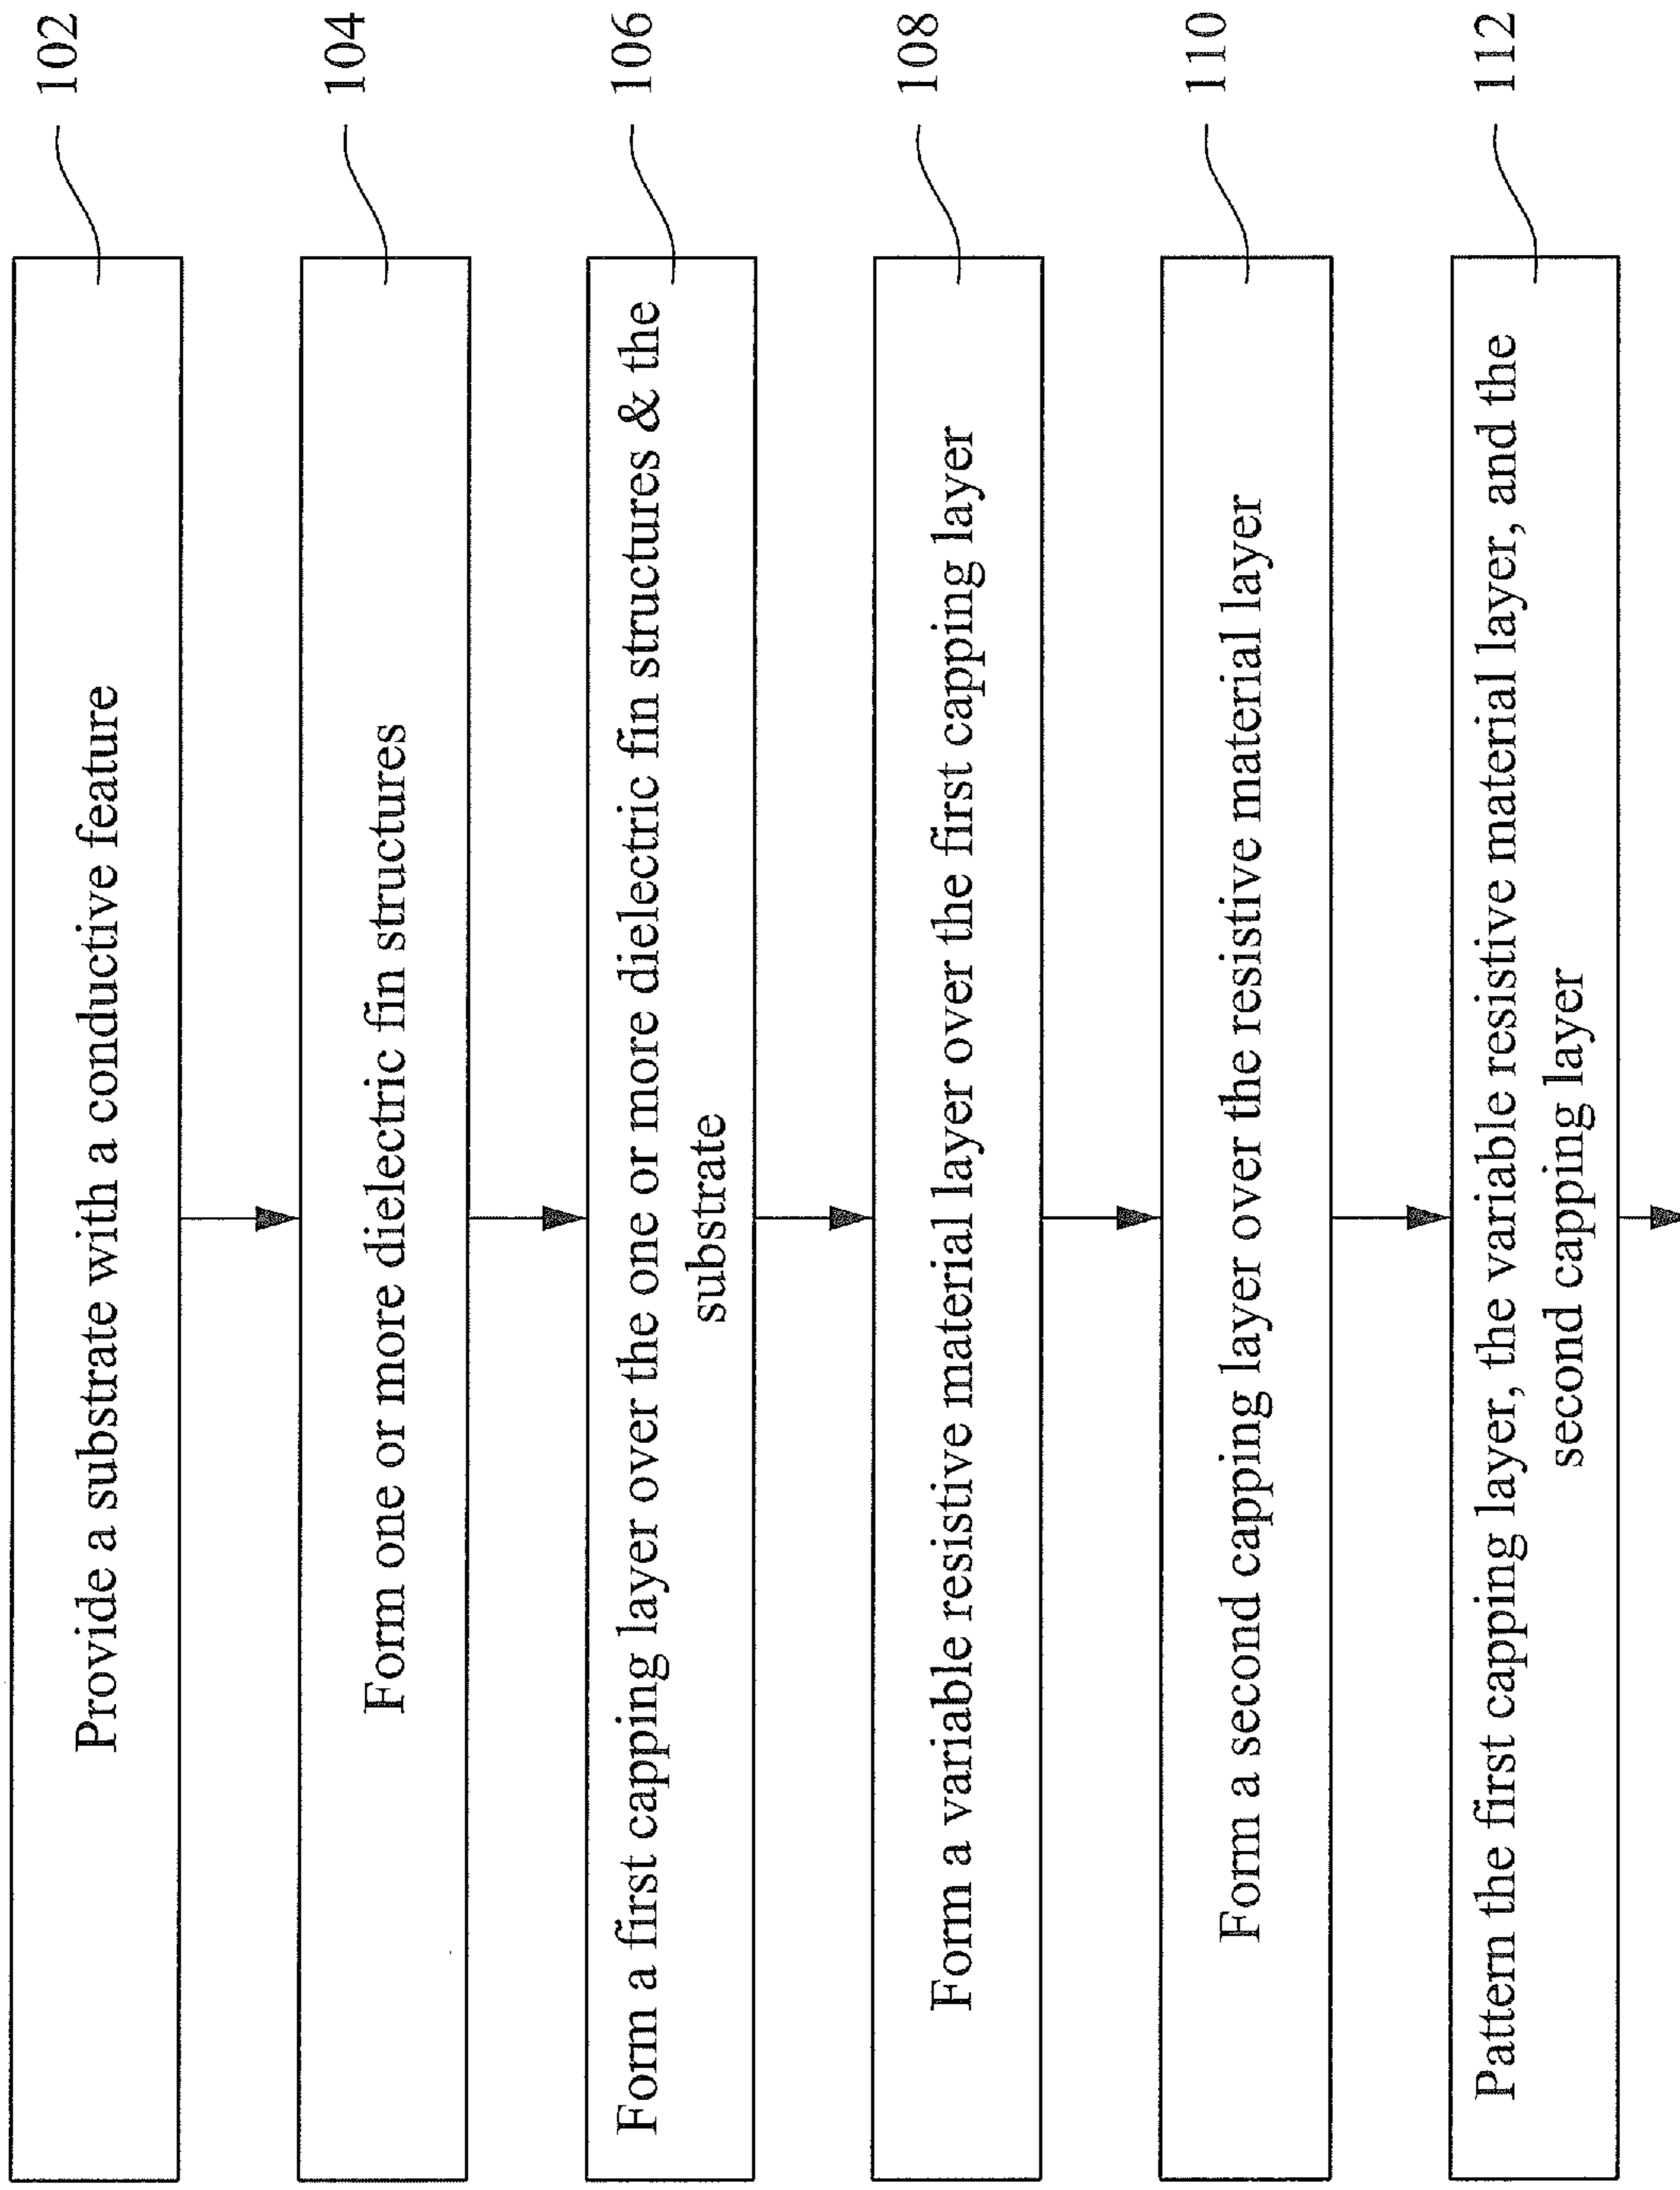 Provide a substrate with a conductive feature
102
Form one or more dielectric fin structures
104
Form a first capping layer over the one or more dielectric fin structures & the
substrate
106
Form a variable resistive material layer over the first capping layer
108
Form a second capping layer over the resistive material layer
110
Pattern the first capping layer, the variable resistive material layer, and the
second capping layer
112